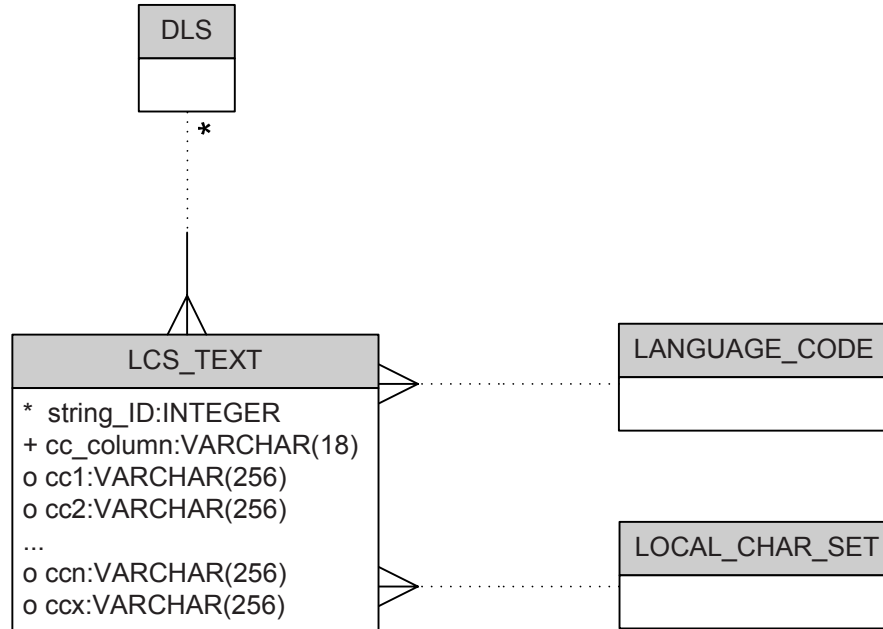 DLS
*
LCS_TEXT
* string_ID:INTEGER
+ cc_column:VARCHAR(18)
o cc1:VARCHAR(256)
o cc2:VARCHAR(256)
...
o ccn:VARCHAR(256)
o ccx:VARCHAR(256)
LANGUAGE_CODE
LOCAL_CHAR_SET